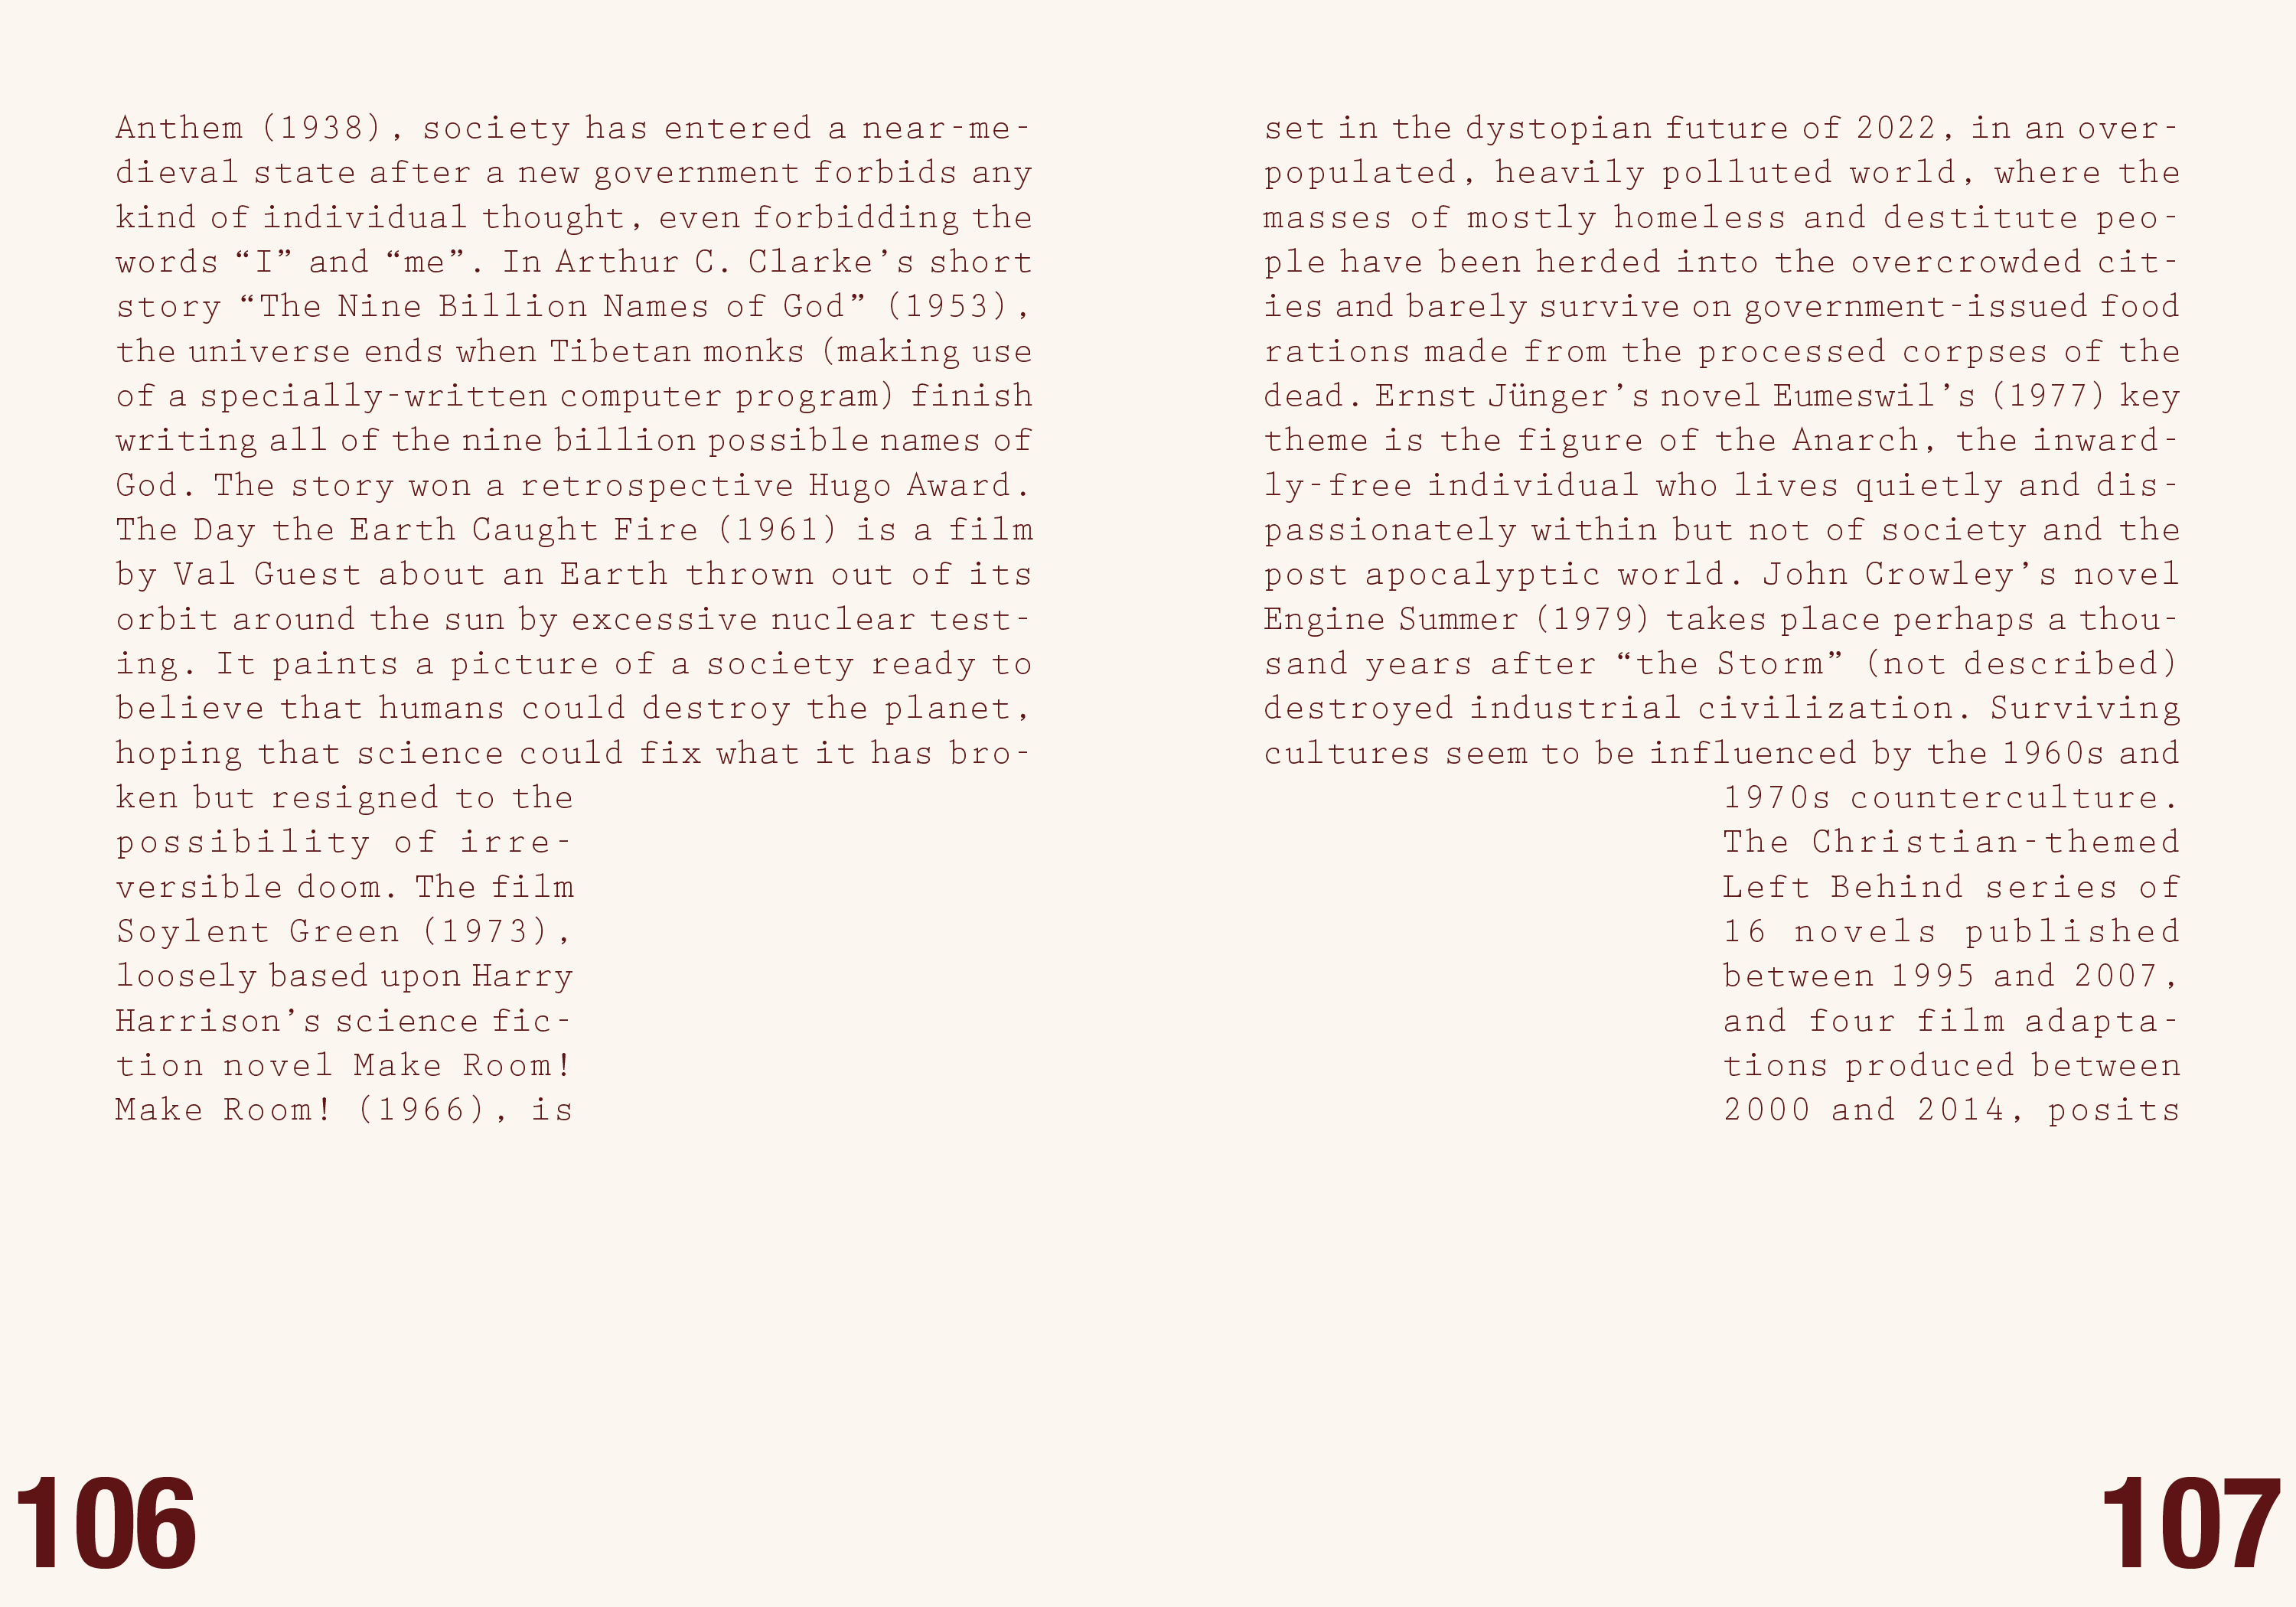 Anthem (1938), society has entered a near-me-
dieval state after a new government forbids any
kind of individual thought, even forbidding the
words “I” and “me”. In Arthur C. Clarke’s short
story “The Nine Billion Names of God” (1953),
the universe ends when Tibetan monks (making use
of a specially-written computer program) finish
writing all of the nine billion possible names of
God. The story won a retrospective Hugo Award.
The Day the Earth Caught Fire (1961) is a film
by Val Guest about an Earth thrown out of its
orbit around the sun by excessive nuclear test-
ing. It paints a picture of a society ready to
believe that humans could destroy the planet,
hoping that science could fix what it has bro-
ken but resigned to the
possibility of irre-
versible doom. The film
Soylent Green (1973),
loosely based upon Harry
Harrison’s science fic-
tion novel Make Room!
Make Room! (1966), is
106
set in the dystopian future of 2022, in an over-
populated, heavily polluted world, where the
masses of mostly homeless and destitute peo-
ple have been herded into the overcrowded cit-
ies and barely survive on government-issued food
rations made from the processed corpses of the
dead. Ernst Jünger’s novel Eumeswil’s (1977) key
theme is the figure of the Anarch, the inward-
ly-free individual who lives quietly and dis-
passionately within but not of society and the
post apocalyptic world. John Crowley’s novel
Engine Summer (1979) takes place perhaps a thou-
sand years after “the Storm” (not described)
destroyed industrial civilization. Surviving
cultures seem to be influenced by the 1960s and
1970s counterculture.
The Christian-themed
Left Behind series of
16 novels published
between 1995 and 2007,
and four film adapta-
tions produced between
2000 and 2014, posits
107